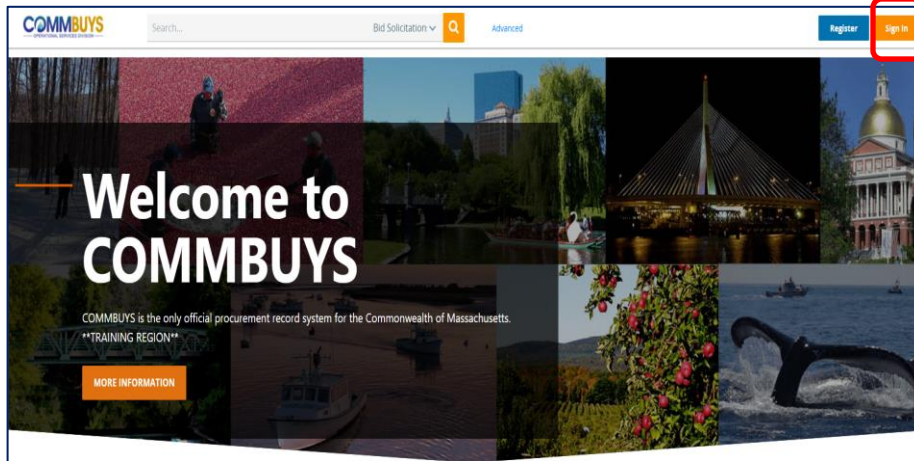 COMMBUYS
OPERATIONAL SERVICES DIVISION
Search...
Bid Solicitation
Advanced
Register
Sign In
Welcome to
COMMBUYS
COMMBUYS is the only official procurement record system for the Commonwealth of Massachusetts.
**TRAINING REGION**
MORE INFORMATION